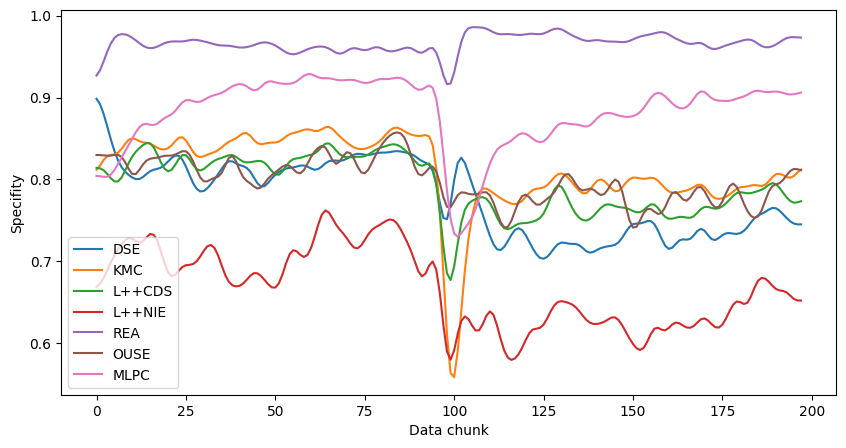 1.0
0.9
0.8
0.7
0.6
Specifity
DSE
KMC
L++CDS
L++NIE
REA
OUSE
MLPC
0 25 50 75 100 125 150 175 200
Data chunk